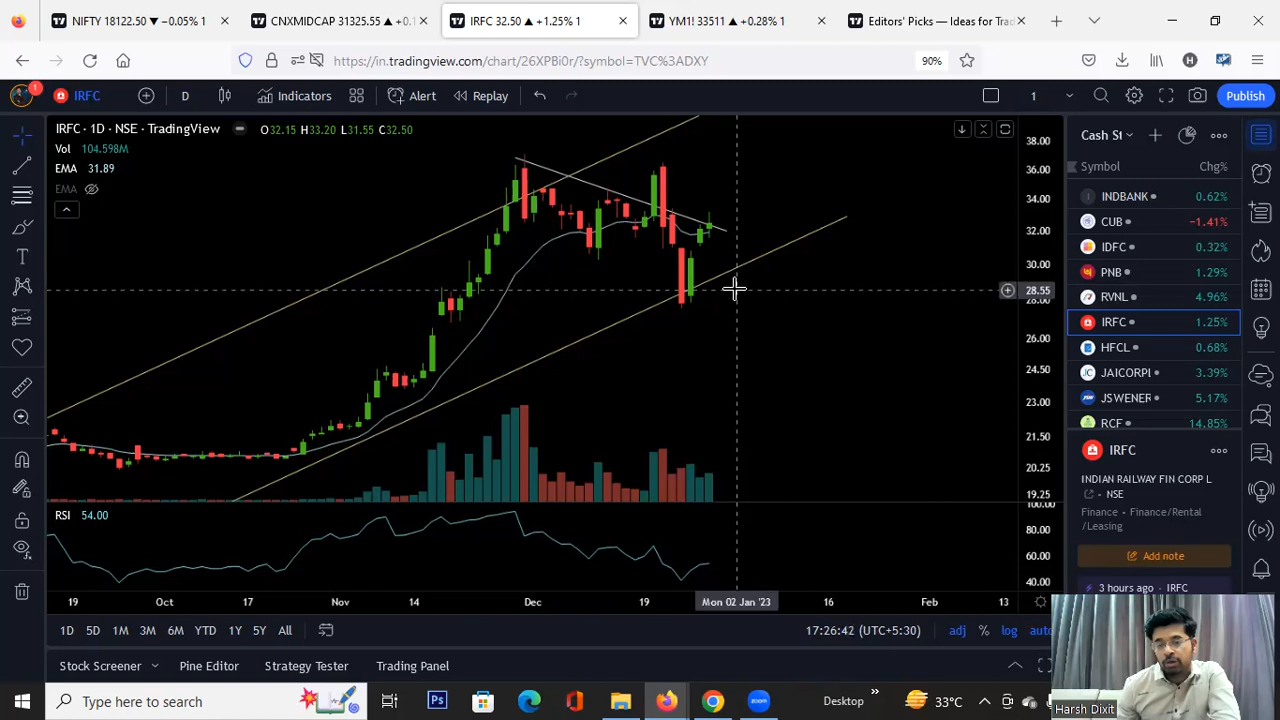 NIFTY 18122.50 ▼ −0.05% 1
CNXMIDCAP 31325.55 ▲ +0.1
IRFC 32.50 ▲ +1.25% 1
YM1! 33511 ▲ +0.28% 1
Editors' Picks — Ideas for Trad
https://in.tradingview.com/chart/26XPBi0r/?symbol=TVC%3ADXY
90%
1
IRFC
D
Indicators
Alert
Replay
1
Publish
IRFC · 1D · NSE · TradingView
O32.15 H33.20 L31.55 C32.50
Vol 104.598M
EMA 31.89
EMA
38.00
36.00
34.00
32.00
30.00
28.55
28.00
26.00
24.50
23.00
21.50
20.25
19.25
RSI 54.00
100.00
80.00
60.00
40.00
19 Oct 17 Nov 14 Dec 19 Mon 02 Jan '23 16 Feb 13
1D 5D 1M 3M 6M YTD 1Y 5Y All
17:26:42 (UTC+5:30)
adj % log auto
Stock Screener
Pine Editor
Strategy Tester
Trading Panel
Cash St
Symbol Chg%
INDBANK 0.62%
CUB −1.41%
IDFC 0.32%
PNB 1.29%
RVNL 4.96%
IRFC 1.25%
HFCL 0.68%
JAICORPL 3.39%
JSWENER 5.17%
RCF 14.85%
IRFC
INDIAN RAILWAY FIN CORP L
· NSE
Finance · Finance/Rental
/Leasing
Add note
3 hours ago · IRFC
Harsh Dixit
Type here to search
Ps
zoom
Desktop
33°C